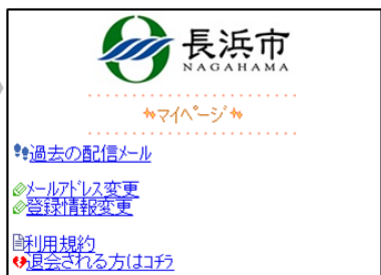 長浜市
NAGAHAMA
マイページ
過去の配信メール
メールアドレス変更
登録情報変更
利用規約
退会される方はコチラ